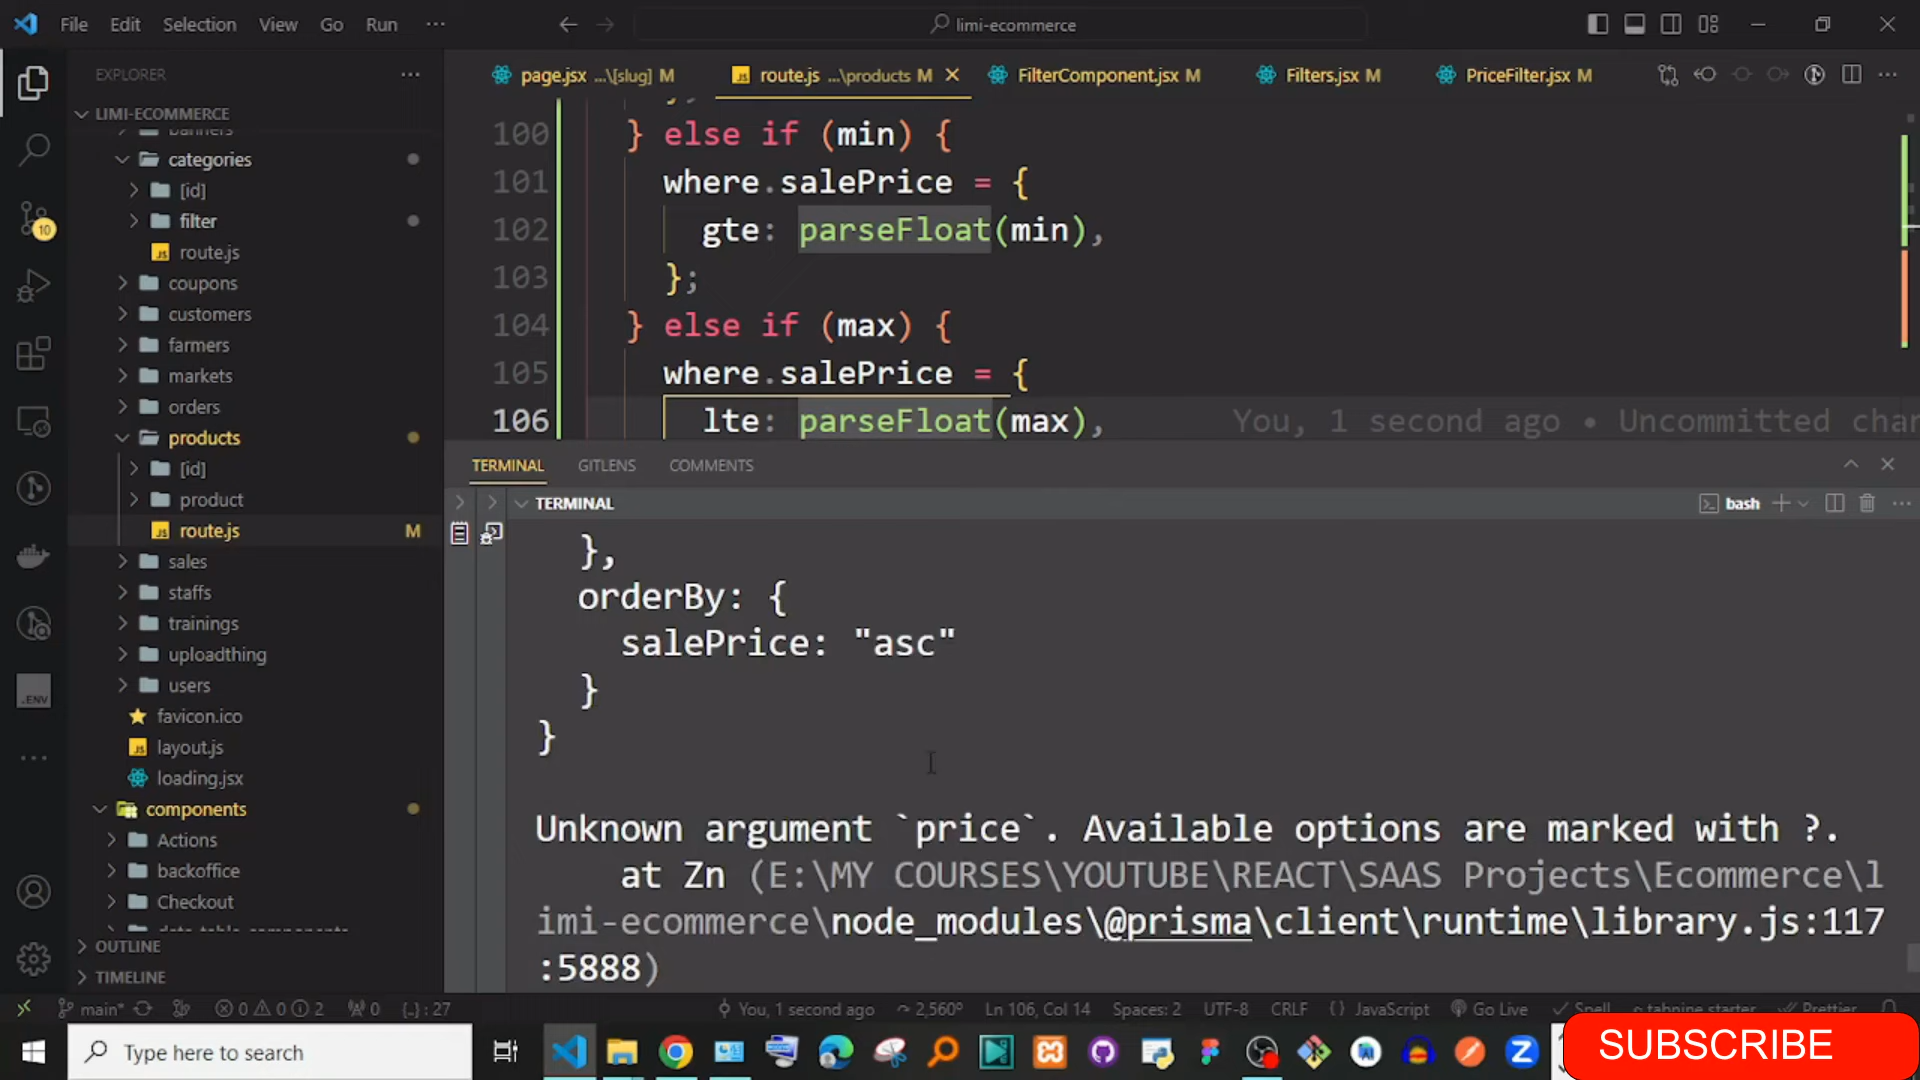 File Edit Selection View Go Run ··· limi-ecommerce
EXPLORER
LIMI-ECOMMERCE
banners
categories
[id]
filter
route.js
coupons
customers
farmers
markets
orders
products
[id]
product
route.js M
sales
staffs
trainings
uploadthing
users
favicon.ico
layout.js
loading.jsx
components
Actions
backoffice
Checkout
data-table-components
OUTLINE
TIMELINE
10
.ENV
page.jsx ...\[slug] M route.js ...\products M FilterComponent.jsx M Filters.jsx M PriceFilter.jsx M
100 } else if (min) {
101 where.salePrice = {
102 gte: parseFloat(min),
103 };
104 } else if (max) {
105 where.salePrice = {
106 lte: parseFloat(max), You, 1 second ago • Uncommitted char
TERMINAL GITLENS COMMENTS
TERMINAL bash
},
orderBy: {
salePrice: "asc"
}
}
Unknown argument `price`. Available options are marked with ?.
at Zn (E:\MY COURSES\YOUTUBE\REACT\SAAS Projects\Ecommerce\l
imi-ecommerce\node_modules\@prisma\client\runtime\library.js:117
:5888)
main* 0 0 2 0 {..} : 27 You, 1 second ago 2,560º Ln 106, Col 14 Spaces: 2 UTF-8 CRLF {} JavaScript Go Live Spell tabnine starter Prettier
Type here to search
SUBSCRIBE